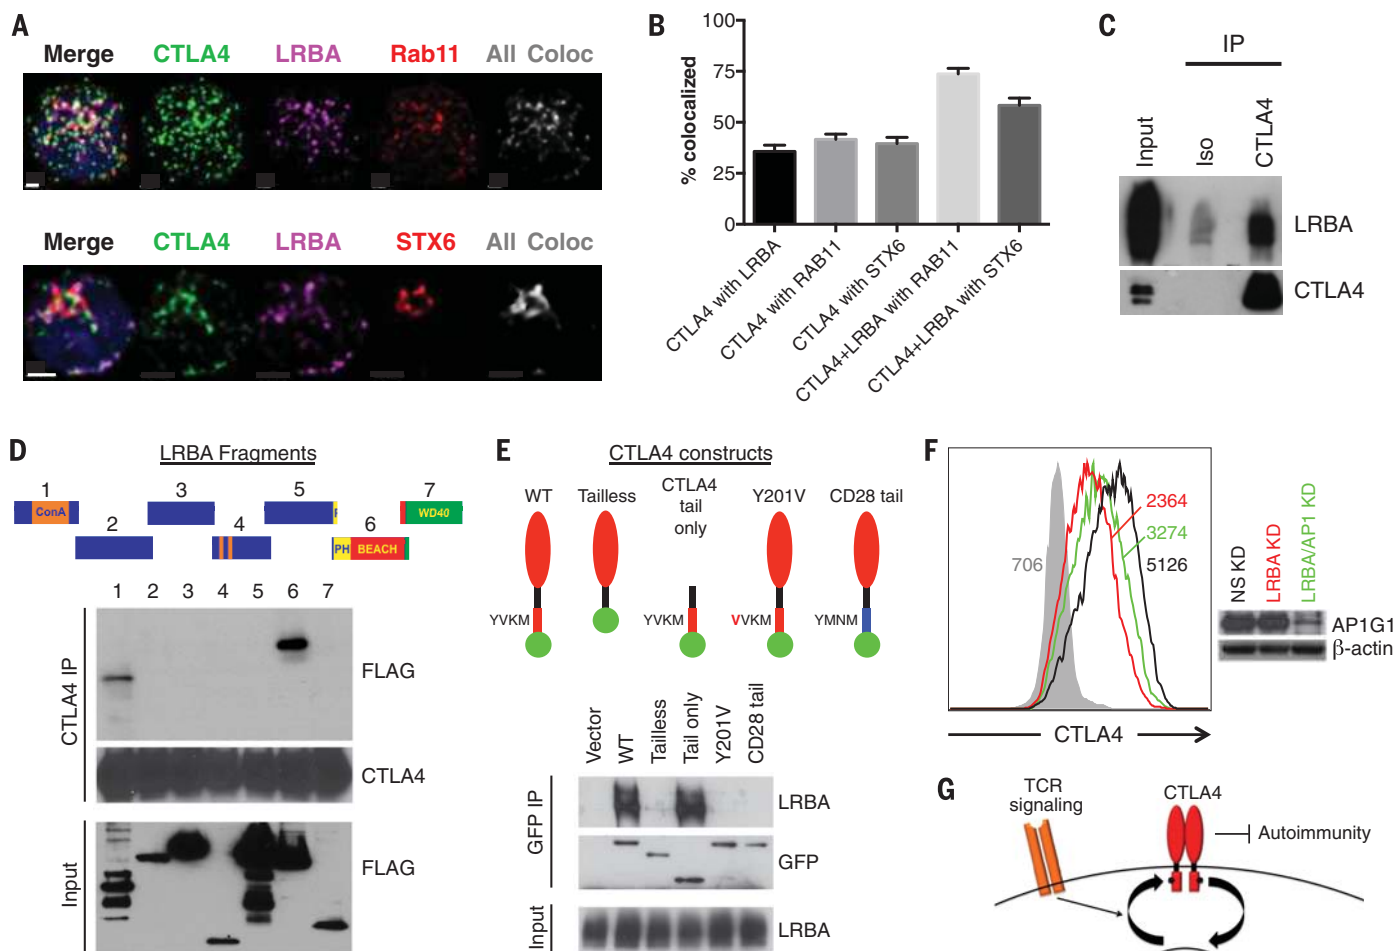 A
Merge CTLA4 LRBA Rab11 All Coloc
Merge CTLA4 LRBA STX6 All Coloc
B
% colocalized
100
75
50
25
0
CTLA4 with LRBA
CTLA4 with RAB11
CTLA4 with STX6
CTLA4+LRBA with RAB11
CTLA4+LRBA with STX6
C
IP
Input
Iso
CTLA4
LRBA
CTLA4
D
LRBA Fragments
1 2 3 4 5 6 7
ConA
PH BEACH
WD40
1 2 3 4 5 6 7
CTLA4 IP
FLAG
CTLA4
Input
FLAG
E
CTLA4 constructs
WT
Tailless
CTLA4
tail
only
Y201V
CD28 tail
YVKM
YVKM
VVKM
YMNM
Vector
WT
Tailless
Tail only
Y201V
CD28 tail
GFP IP
LRBA
GFP
Input
LRBA
F
706
2364
3274
5126
CTLA4
NS KD
LRBA KD
LRBA/AP1 KD
AP1G1
β-actin
G
TCR
signaling
CTLA4
Autoimmunity